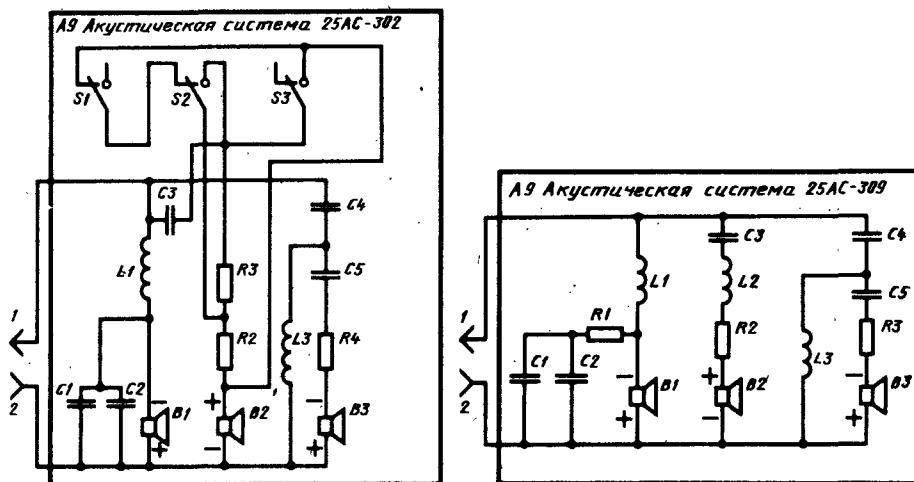 A9 Акустическая система 25АС-302
S1
S2
S3
C3
C4
L1
R3
C5
1
R2
L3
R4
C1
C2
2
B1
B2
B3
A9 Акустическая система 25АС-309
C3
C4
L1
L2
C5
1
R1
R2
R3
C1
C2
L3
2
B1
B2
B3